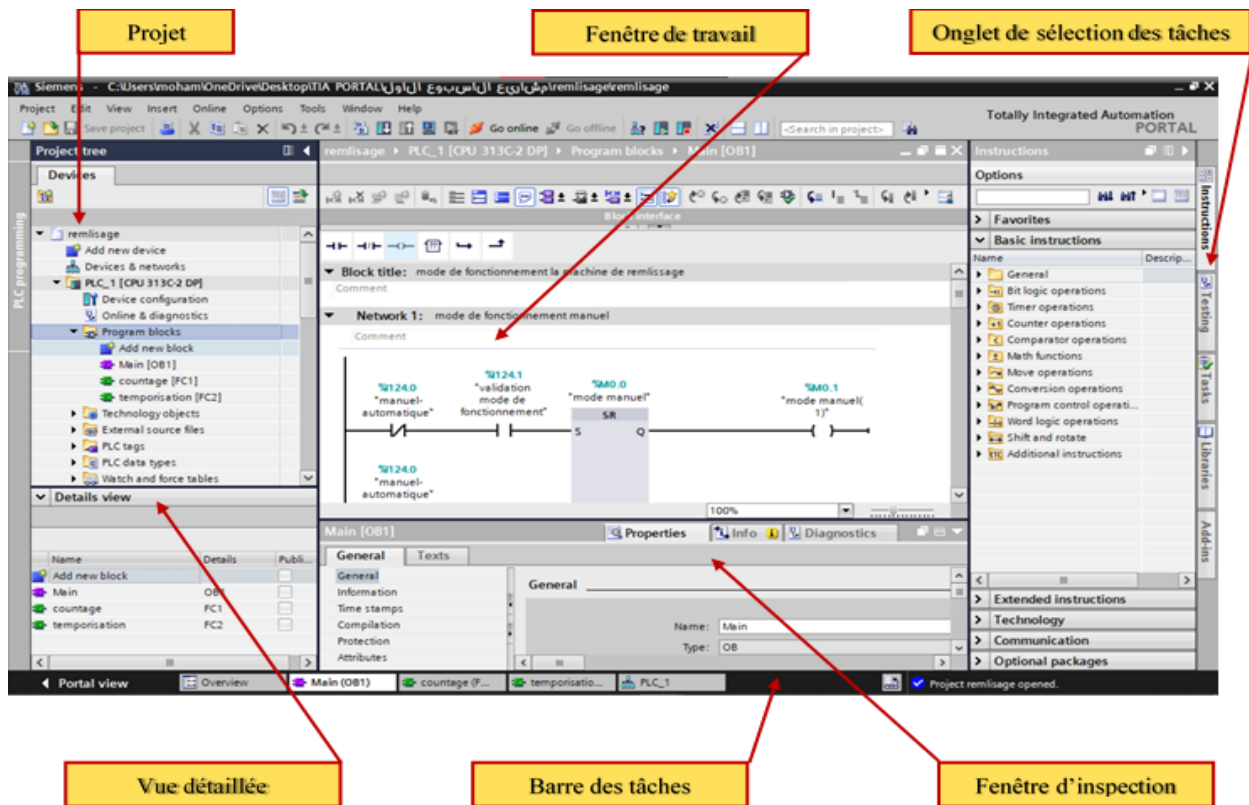 Projet
Fenêtre de travail
Onglet de sélection des tâches
Siemens - C:\Users\moham\OneDrive\Desktop\TIA PORTAL\مشاريع الاسبوع الاول\remlisage\remlisage
Project Edit View Insert Online Options Tools Window Help
Totally Integrated Automation
PORTAL
Save project Go online Go offline <Search in project>
Project tree
remlisage PLC_1 [CPU 313C-2 DP] Program blocks Main [OB1]
Instructions
Devices
Options
PLC programming
Block interface
remlisage
Add new device
Devices & networks
PLC_1 [CPU 313C-2 DP]
Device configuration
Online & diagnostics
Program blocks
Add new block
Main [OB1]
countage [FC1]
temporisation [FC2]
Technology objects
External source files
PLC tags
PLC data types
Watch and force tables
Block title: mode de fonctionnement la machine de remlissage
Comment
Network 1: mode de fonctionnement manuel
Comment
%I124.0
"manuel-
automatique"
%I124.1
"validation
mode de
fonctionnement"
%M0.0
"mode manuel"
SR
S Q
%M0.1
"mode manuel(
1)"
%I124.0
"manuel-
automatique"
100%
Favorites
Basic instructions
Name Descrip...
General
Bit logic operations
Timer operations
Counter operations
Comparator operations
Math functions
Move operations
Conversion operations
Program control operati...
Word logic operations
Shift and rotate
Additional instructions
Extended instructions
Technology
Communication
Optional packages
Instructions
Testing
Tasks
Libraries
Add-ins
Details view
Name Details Publi...
Add new block
Main OB1
countage FC1
temporisation FC2
Main [OB1]
Properties Info Diagnostics
General Texts
General
Information
Time stamps
Compilation
Protection
Attributes
General
Name: Main
Type: OB
Portal view Overview Main (OB1) countage (F... temporisatio... PLC_1 Project remlisage opened.
Vue détaillée
Barre des tâches
Fenêtre d'inspection